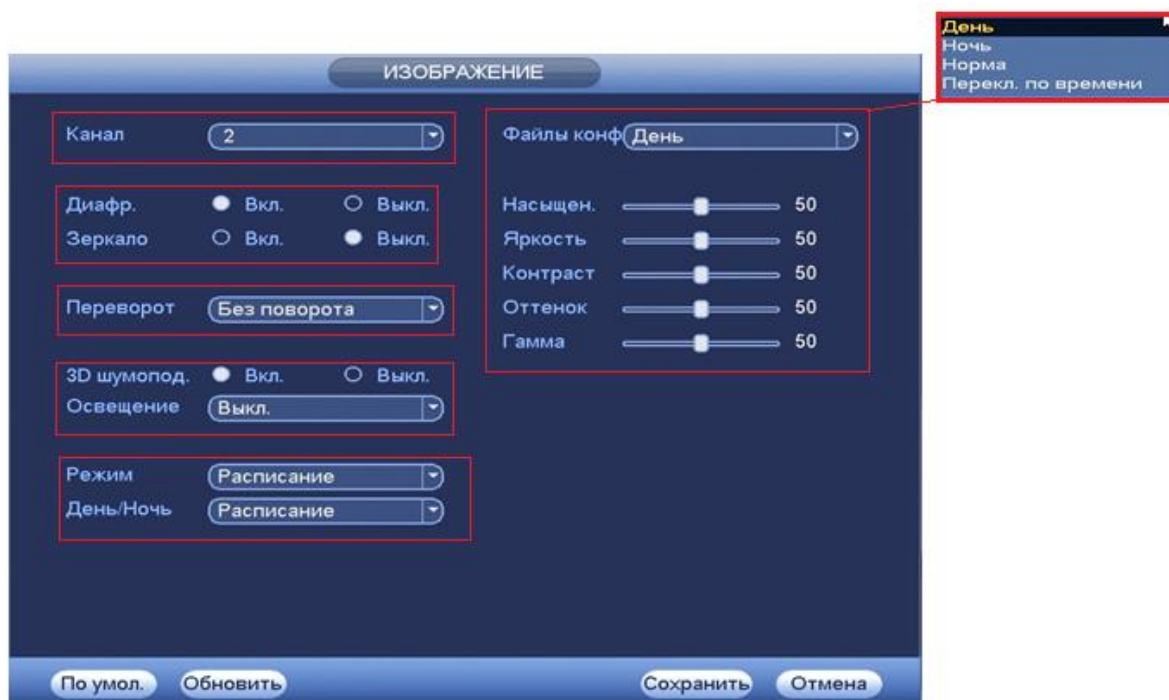 ИЗОБРАЖЕНИЕ
Канал 2
Диафр. Вкл. Выкл.
Зеркало Вкл. Выкл.
Переворот Без поворота
3D шумопод. Вкл. Выкл.
Освещение Выкл.
Режим Расписание
День/Ночь Расписание
Файлы конф День
Насыщен. 50
Яркость 50
Контраст 50
Оттенок 50
Гамма 50
День
Ночь
Норма
Перекл. по времени
По умол. Обновить Сохранить Отмена